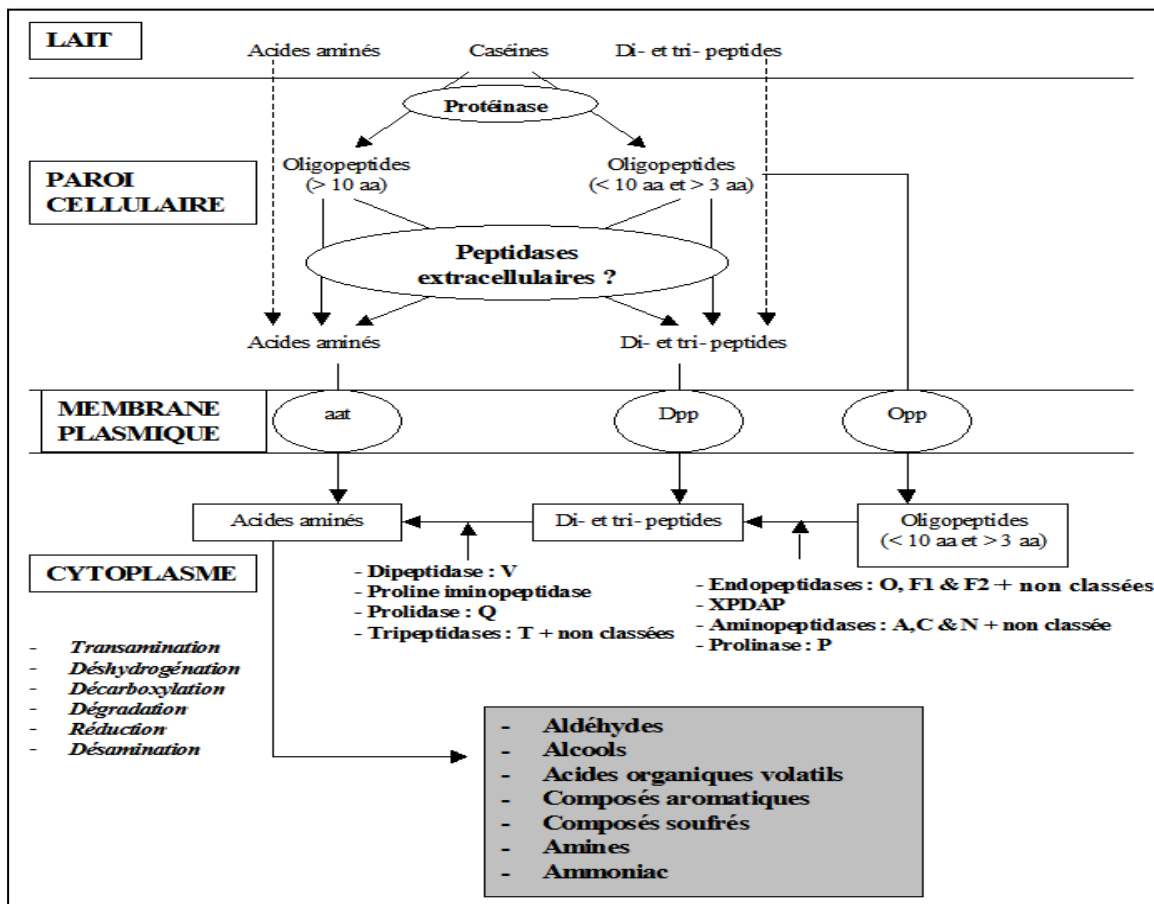 LAIT
Acides aminés
Caséines
Di- et tri- peptides
Protéinase
Oligopeptides
(> 10 aa)
Oligopeptides
(< 10 aa et > 3 aa)
PAROI
CELLULAIRE
Peptidases
extracellulaires ?
Acides aminés
Di- et tri- peptides
MEMBRANE
PLASMIQUE
aat
Dpp
Opp
Acides aminés
Di- et tri- peptides
Oligopeptides
(< 10 aa et > 3 aa)
CYTOPLASME
- Dipeptidase : V
- Proline iminopeptidase
- Prolidase : Q
- Tripeptidases : T + non classées
- Endopeptidases : O, F1 & F2 + non classées
- XPDAP
- Aminopeptidases : A,C & N + non classée
- Prolinase : P
- Transamination
- Déshydrogénation
- Décarboxylation
- Dégradation
- Réduction
- Désamination
- Aldéhydes
- Alcools
- Acides organiques volatils
- Composés aromatiques
- Composés soufrés
- Amines
- Ammoniac